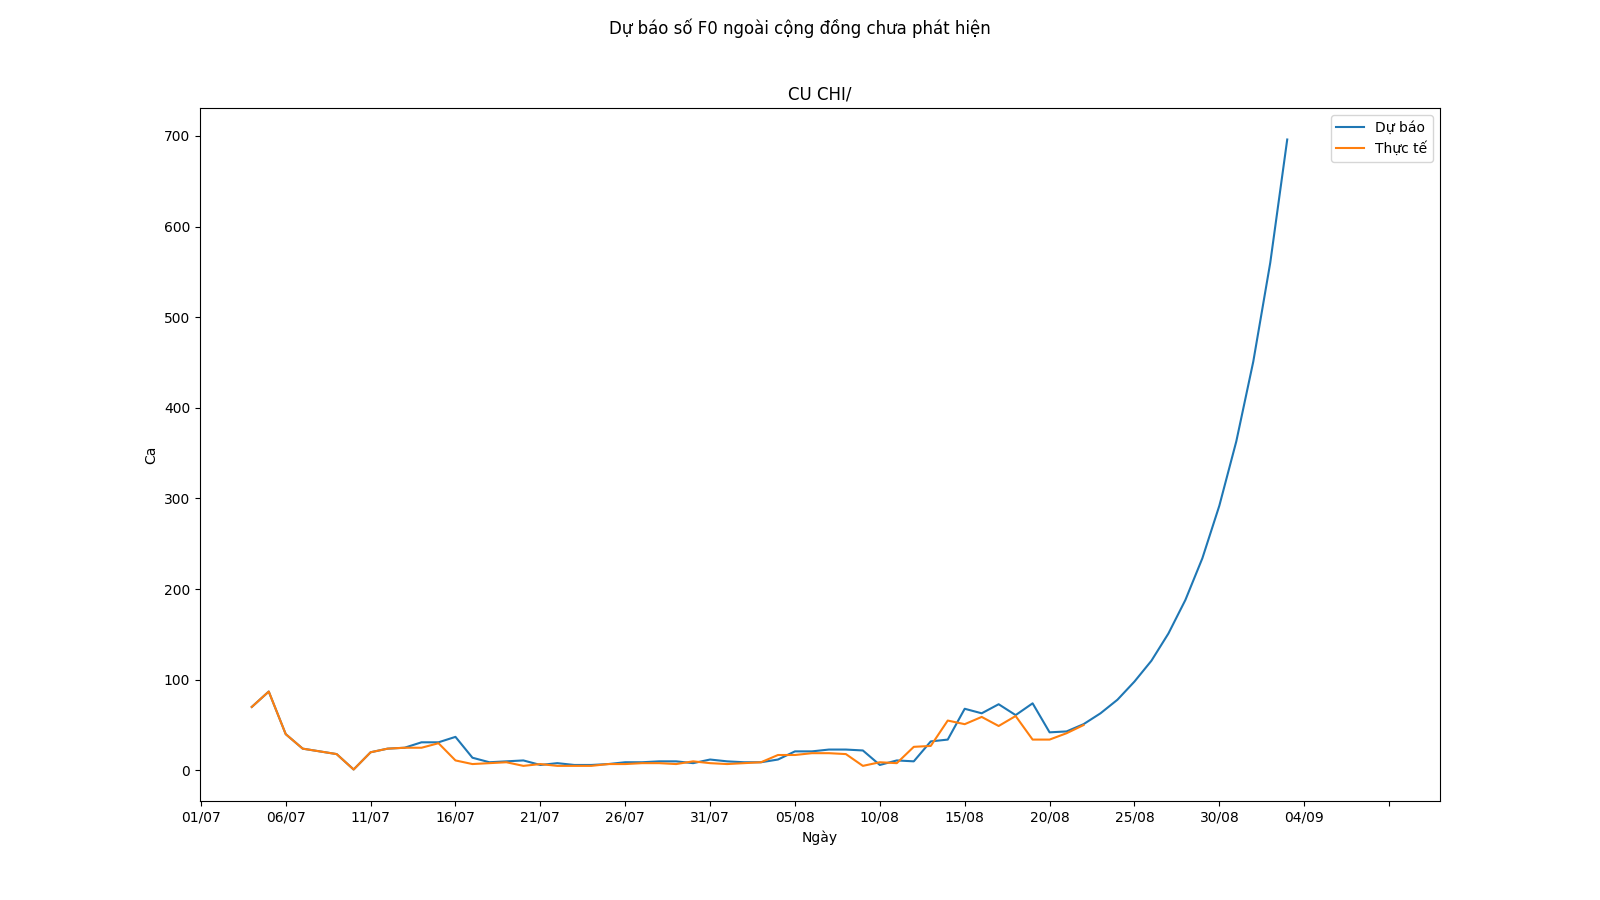 Dự báo số F0 ngoài cộng đồng chưa phát hiện
CU CHI/
Dự báo
Thực tế
700
600
500
400
300
200
100
0
Ca
01/07 06/07 11/07 16/07 21/07 26/07 31/07 05/08 10/08 15/08 20/08 25/08 30/08 04/09
Ngày